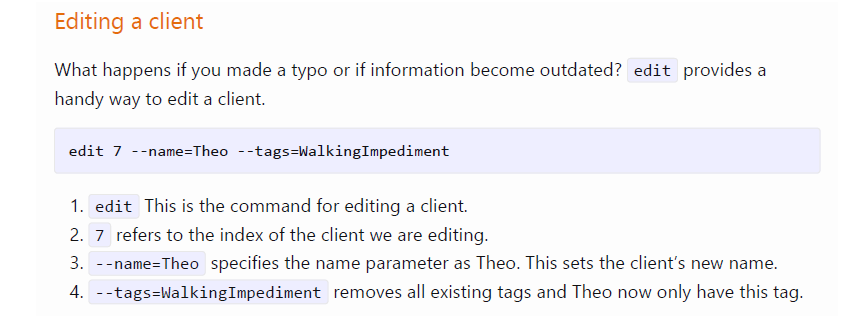 Editing a client
What happens if you made a typo or if information become outdated? edit provides a
handy way to edit a client.
edit 7 --name=Theo --tags=WalkingImpediment
1. edit This is the command for editing a client.
2. 7 refers to the index of the client we are editing.
3. --name=Theo specifies the name parameter as Theo. This sets the client's new name.
4. --tags=WalkingImpediment removes all existing tags and Theo now only have this tag.